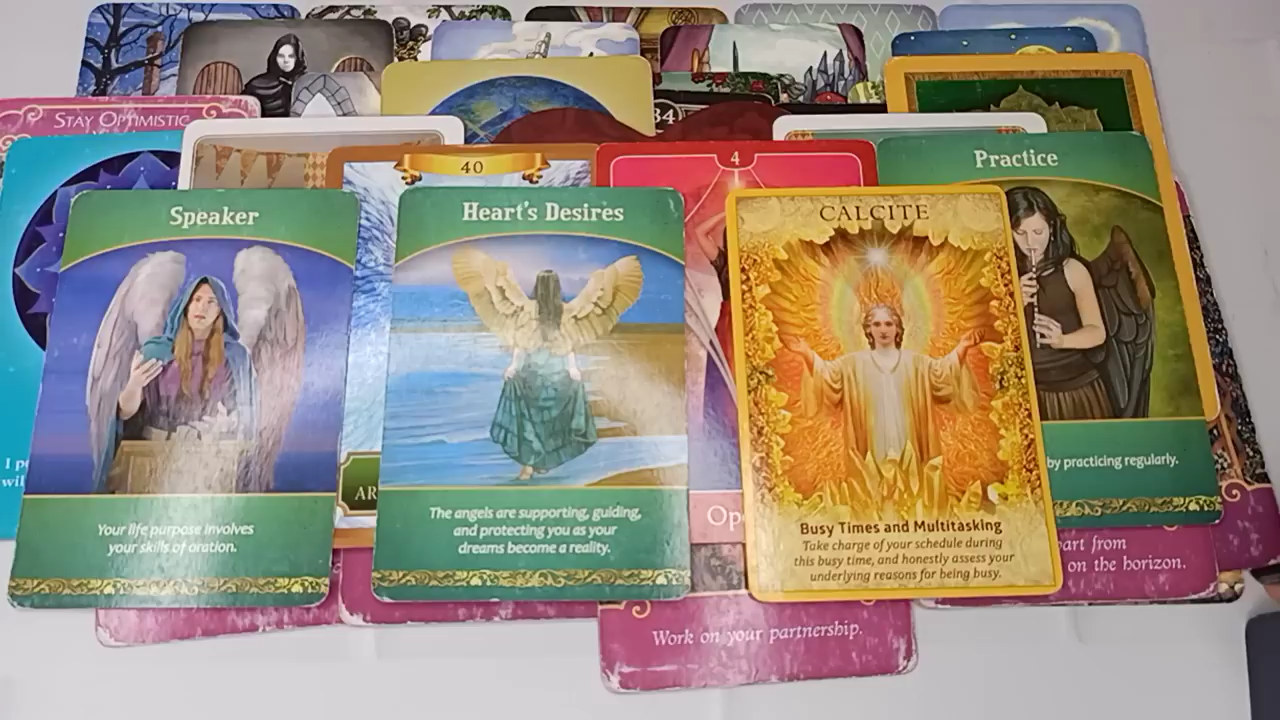 STAY OPTIMISTIC
34
40
4
Practice
Speaker
Heart's Desires
CALCITE
by practicing regularly.
I p
wil
AR
Op
Your life purpose involves
your skills of oration.
The angels are supporting, guiding,
and protecting you as your
dreams become a reality.
Busy Times and Multitasking
Take charge of your schedule during
this busy time, and honestly assess your
underlying reasons for being busy.
part from
on the horizon.
Work on your partnership.